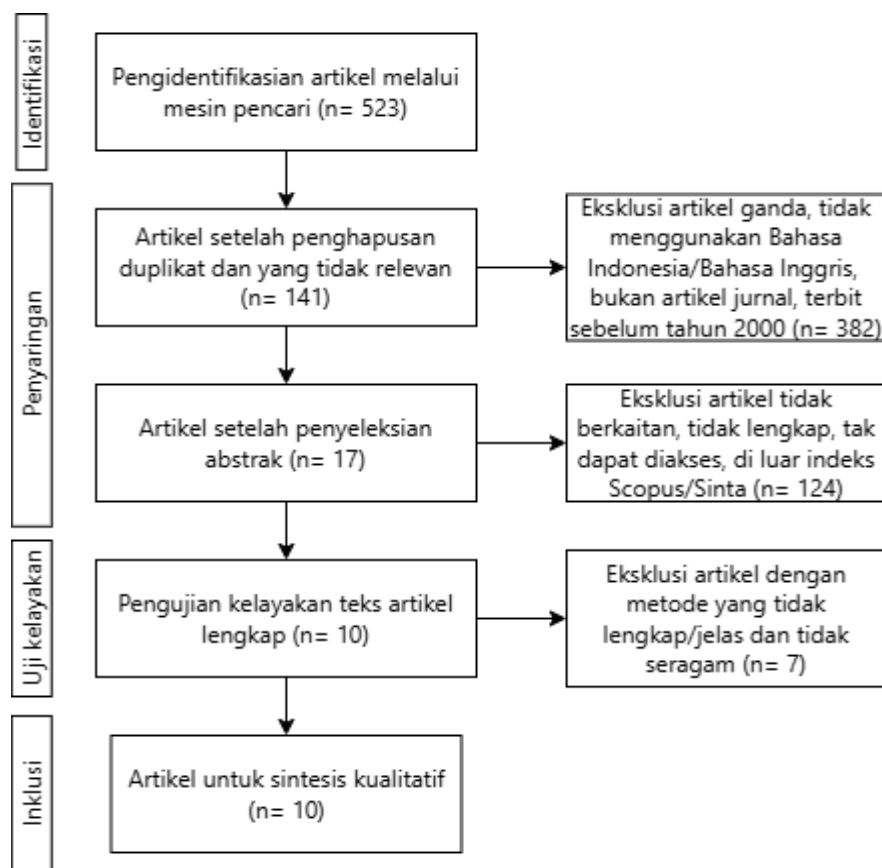 Identifikasi
Pengidentifikasian artikel melalui
mesin pencari (n= 523)
Penyaringan
Artikel setelah penghapusan
duplikat dan yang tidak relevan
(n= 141)
Eksklusi artikel ganda, tidak
menggunakan Bahasa
Indonesia/Bahasa Inggris,
bukan artikel jurnal, terbit
sebelum tahun 2000 (n= 382)
Artikel setelah penyeleksian
abstrak (n= 17)
Eksklusi artikel tidak
berkaitan, tidak lengkap, tak
dapat diakses, di luar indeks
Scopus/Sinta (n= 124)
Uji kelayakan
Pengujian kelayakan teks artikel
lengkap (n= 10)
Eksklusi artikel dengan
metode yang tidak
lengkap/jelas dan tidak
seragam (n= 7)
Inklusi
Artikel untuk sintesis kualitatif
(n= 10)